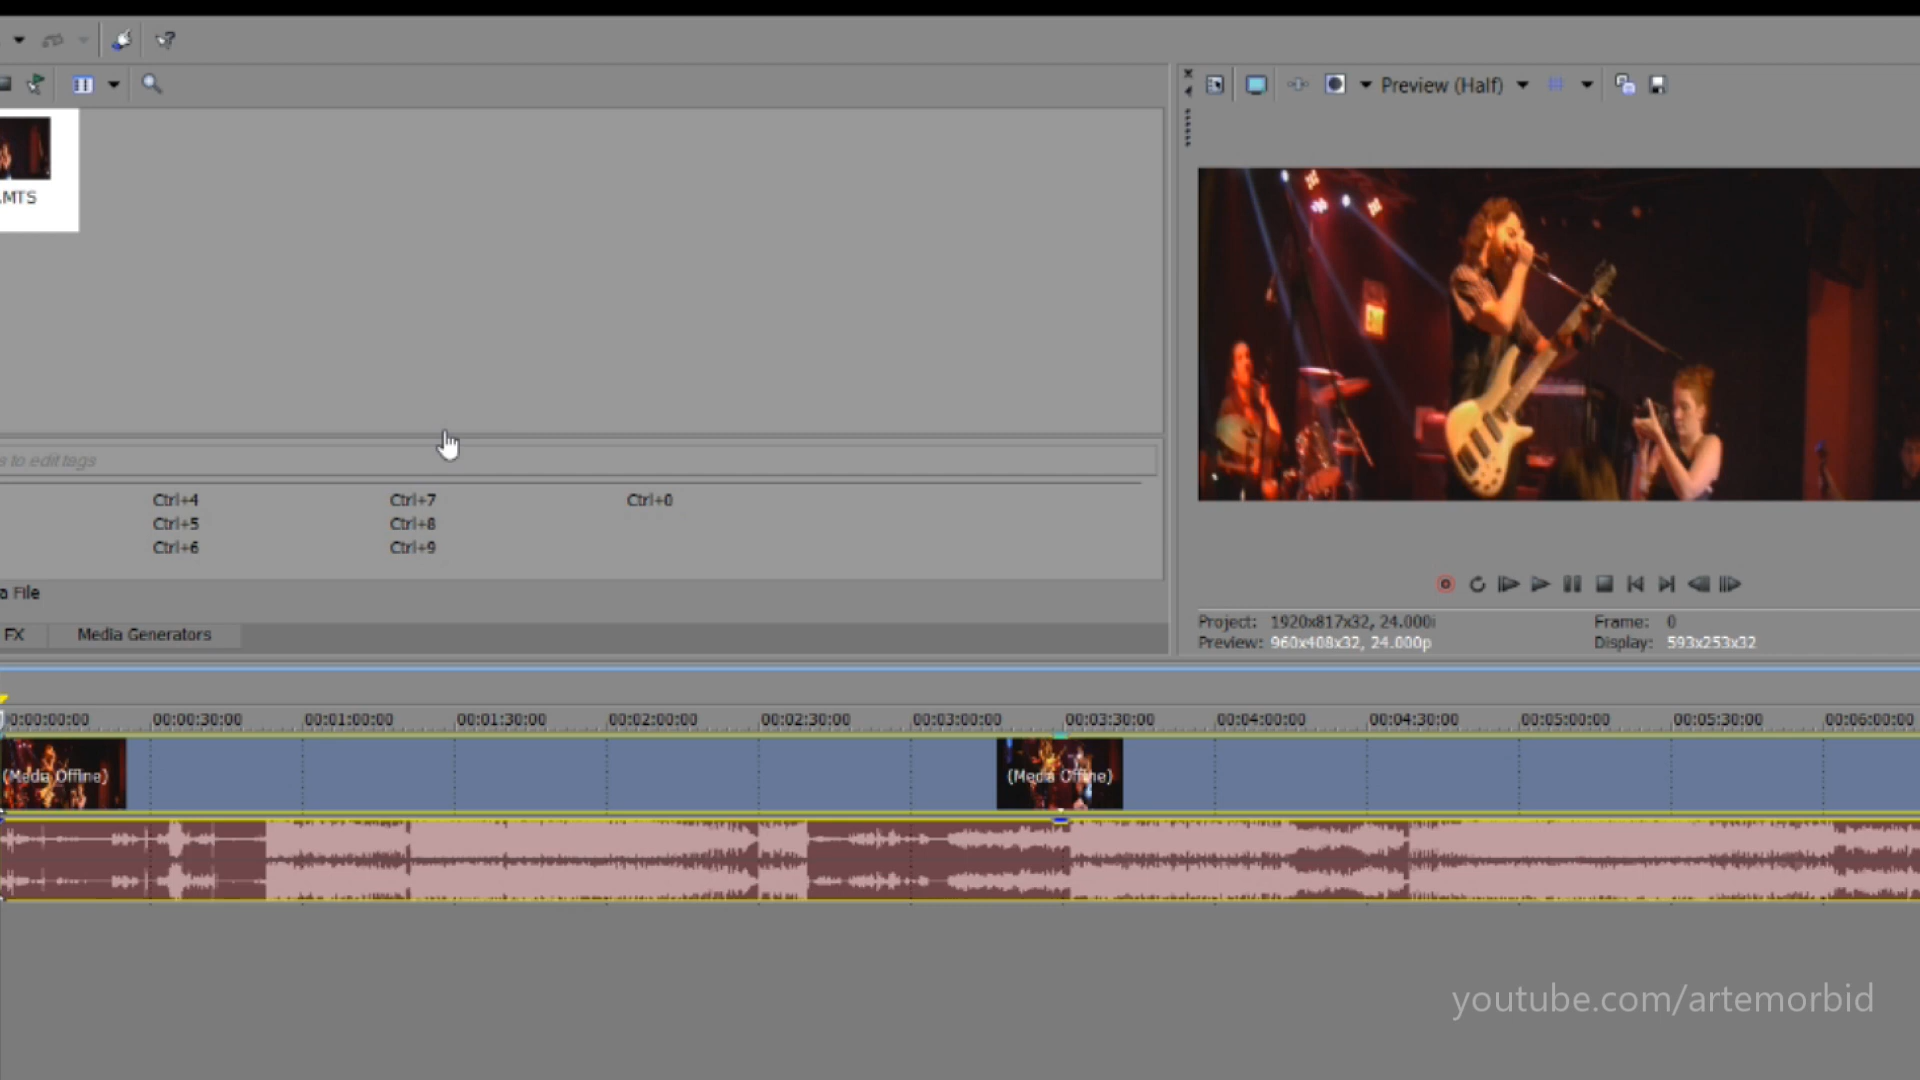 Preview (Half)
.MTS
s to edit tags
Ctrl+4 Ctrl+7 Ctrl+0
Ctrl+5 Ctrl+8
Ctrl+6 Ctrl+9
a File
FX Media Generators
Project: 1920x817x32, 24.000i Frame: 0
Preview: 960x408x32, 24.000p Display: 593x253x32
0:00:00:00 00:00:30:00 00:01:00:00 00:01:30:00 00:02:00:00 00:02:30:00 00:03:00:00 00:03:30:00 00:04:00:00 00:04:30:00 00:05:00:00 00:05:30:00 00:06:00:00
(Media Offline) (Media Offline)
youtube.com/artemorbid